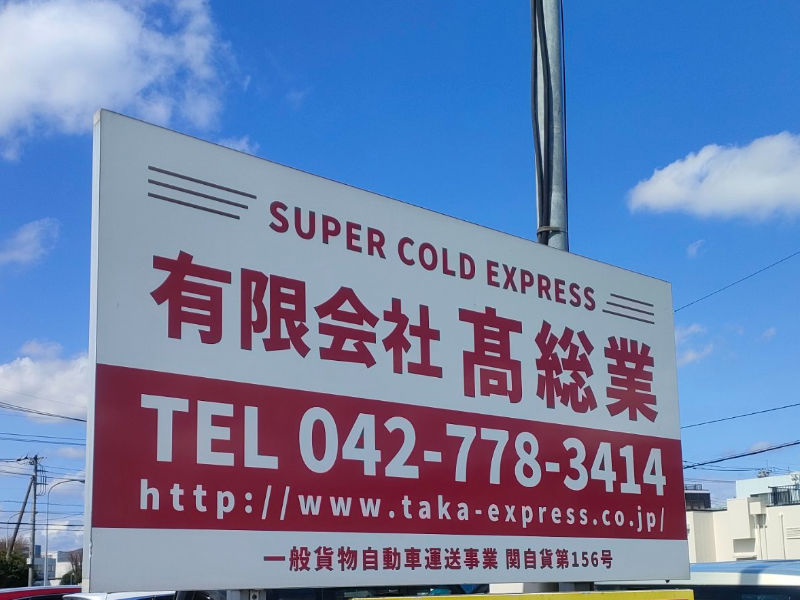 SUPER COLD EXPRESS
有限会社髙総業
TEL 042-778-3414
http://www.taka-express.co.jp/
一般貨物自動車運送事業 関自貨第156号